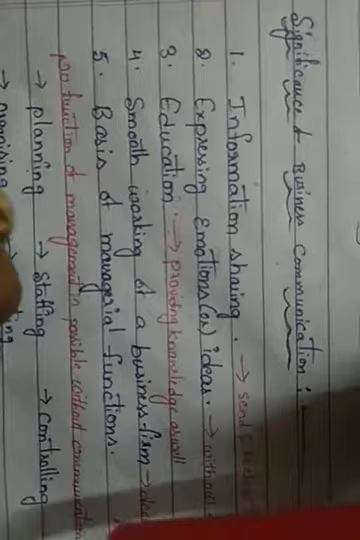 Significance of Business Communication :
1. Information sharing. → send
2. Expressing Emotions (or) ideas. → without
3. Education. → providing knowledge as well
4. Smooth working of a business firm →
5. Basis of managerial functions.
function of management is possible without communication
→ planning → Staffing → Controlling
→ organising →